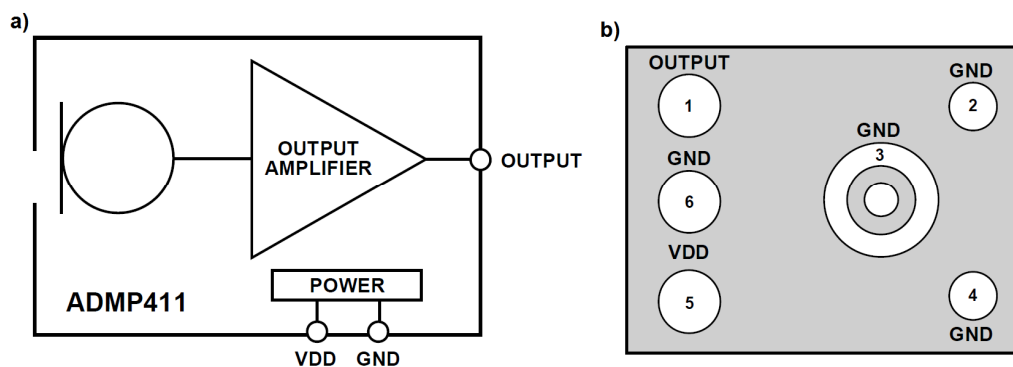 a)
OUTPUT
AMPLIFIER
OUTPUT
POWER
ADMP411
VDD GND
b)
OUTPUT
1
GND
2
GND
3
GND
6
VDD
5
4
GND